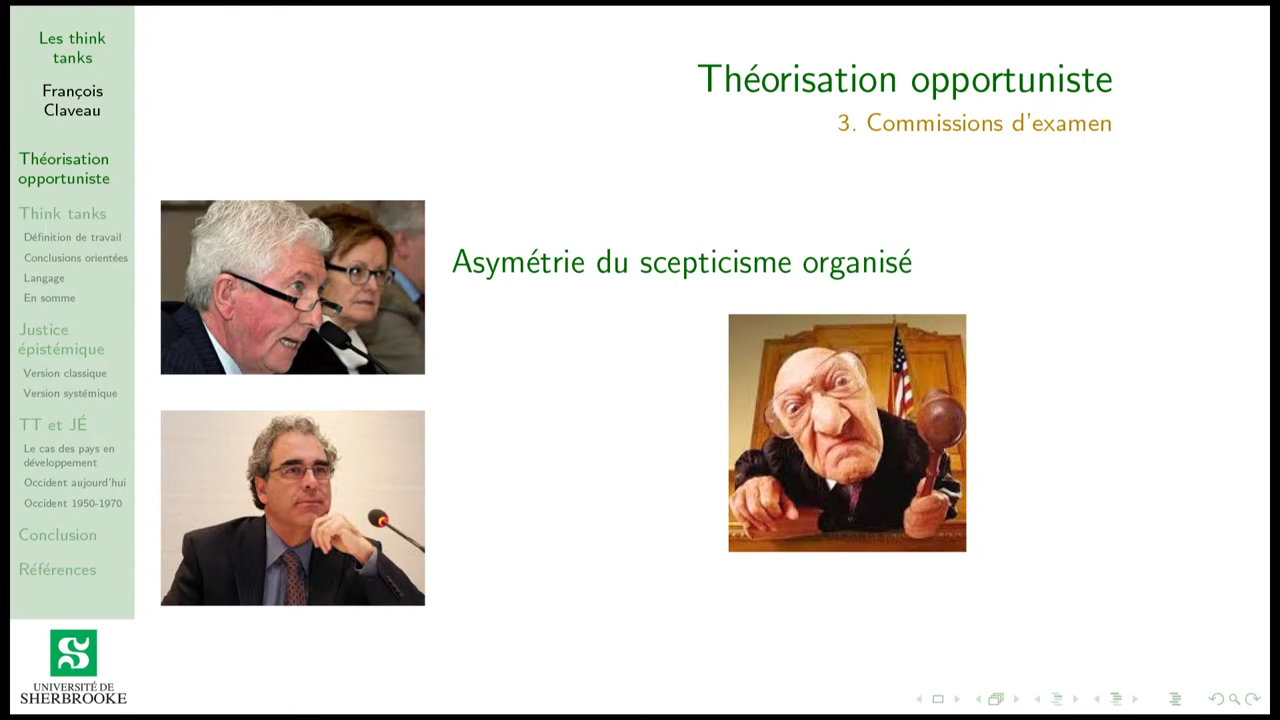 Les think
tanks
François
Claveau
Théorisation
opportuniste
Think tanks
Définition de travail
Conclusions orientées
Langage
En somme
Justice
épistémique
Version classique
Version systémique
TT et JÉ
Le cas des pays en
développement
Occident aujourd'hui
Occident 1950-1970
Conclusion
Références
UNIVERSITÉ DE
SHERBROOKE
Théorisation opportuniste
3. Commissions d'examen
Asymétrie du scepticisme organisé